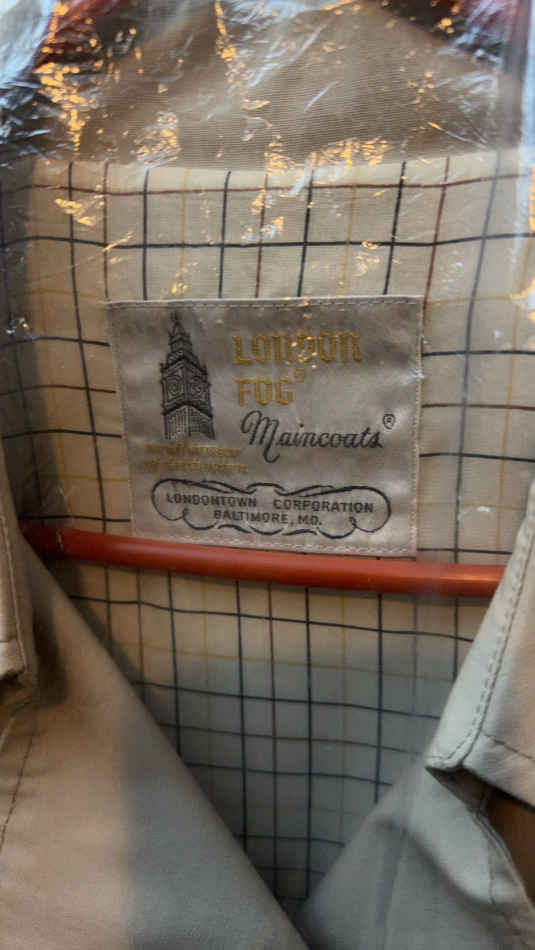 LONDON
FOG®
Maincoats®
LONDONTOWN CORPORATION
BALTIMORE, MD.